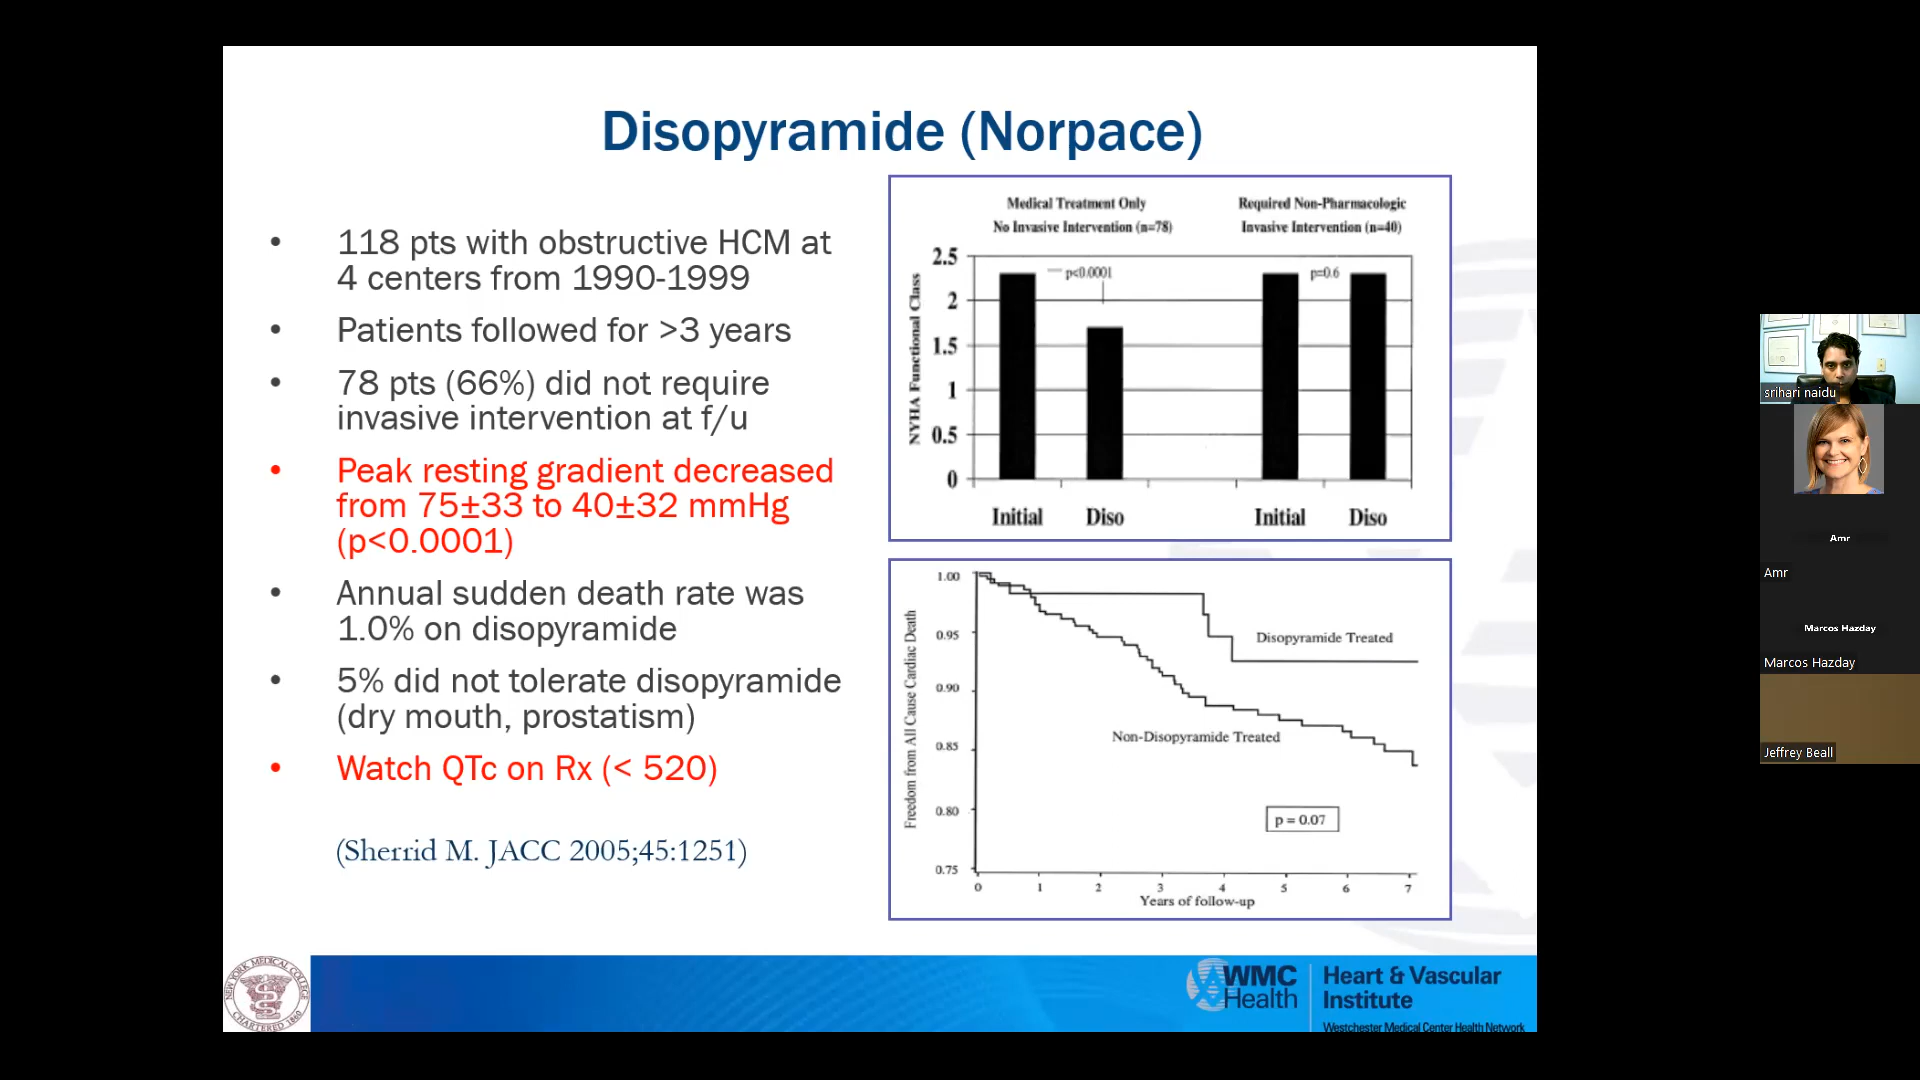 Disopyramide (Norpace)
• 118 pts with obstructive HCM at
4 centers from 1990-1999
• Patients followed for >3 years
• 78 pts (66%) did not require
invasive intervention at f/u
• Peak resting gradient decreased
from 75±33 to 40±32 mmHg
(p<0.0001)
• Annual sudden death rate was
1.0% on disopyramide
• 5% did not tolerate disopyramide
(dry mouth, prostatism)
• Watch QTc on Rx (< 520)
(Sherrid M. JACC 2005;45:1251)
Medical Treatment Only
No Invasive Intervention (n=78)
Required Non-Pharmacologic
Invasive Intervention (n=40)
NYHA Functional Class
2.5
2
1.5
1
0.5
0
p<0.0001
p=0.6
Initial Diso Initial Diso
Freedom from All Cause Cardiac Death
1.00
0.95
0.90
0.85
0.80
0.75
Disopyramide Treated
Non-Disopyramide Treated
p = 0.07
0 1 2 3 4 5 6 7
Years of follow-up
NEW YORK MEDICAL COLLEGE
CHARTERED 1860
WMC
Health
Heart & Vascular
Institute
Westchester Medical Center Health Network
srihari naidu
Amr
Amr
Marcos Hazday
Marcos Hazday
Jeffrey Beall